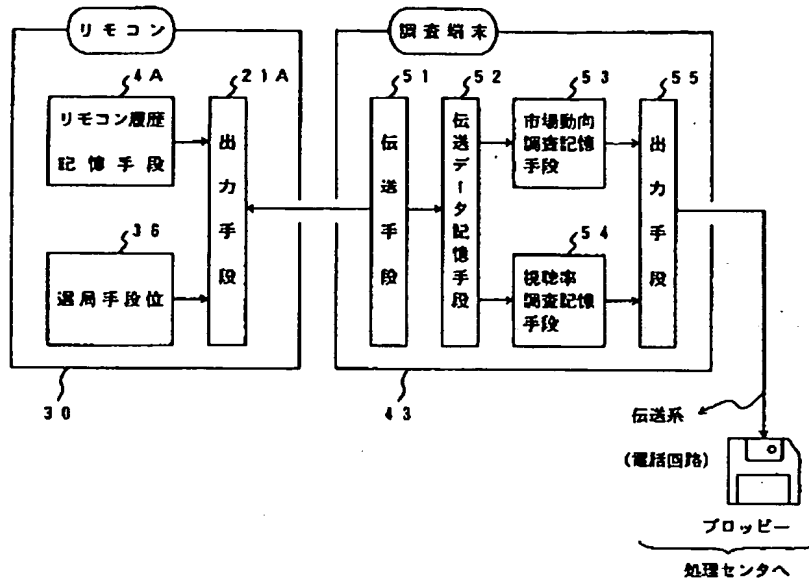 リモコン
4A
リモコン履歴
記憶手段
36
選局手段位
21A
出力手段
30
調査端末
51
伝送手段
52
伝送データ記憶手段
53
市場動向
調査記憶
手段
54
視聴率
調査記憶
手段
55
出力手段
43
伝送系
(電話回路)
ブロッピー
処理センタへ